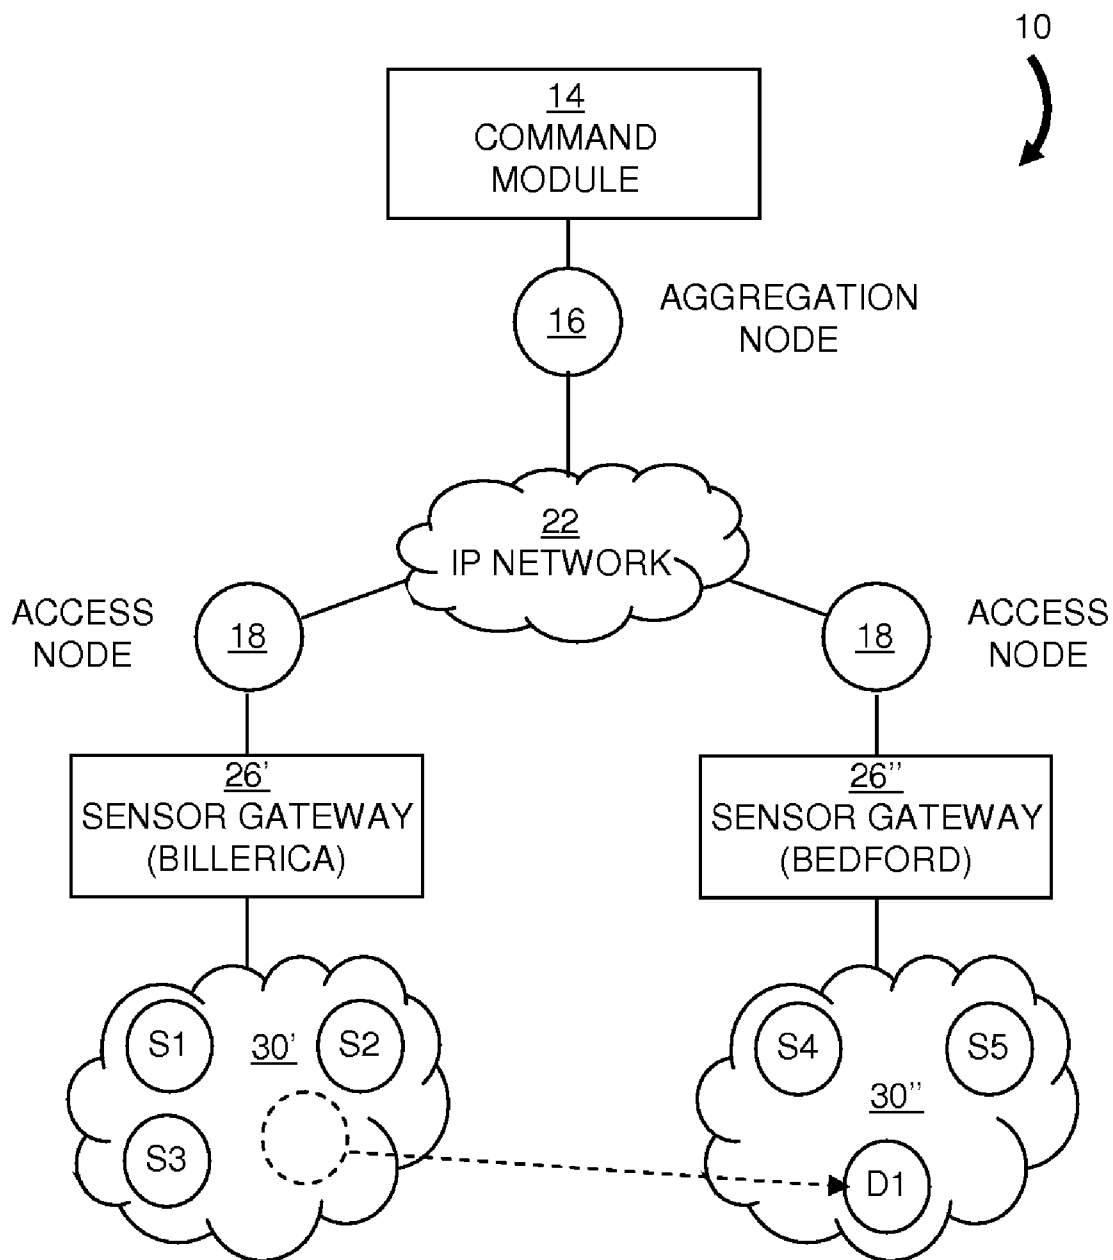 10
14
COMMAND
MODULE
16
AGGREGATION
NODE
22
IP NETWORK
ACCESS
NODE
18
18
ACCESS
NODE
26'
SENSOR GATEWAY
(BILLERICA)
26"
SENSOR GATEWAY
(BEDFORD)
S1
30'
S2
S3
S4
S5
30"
D1